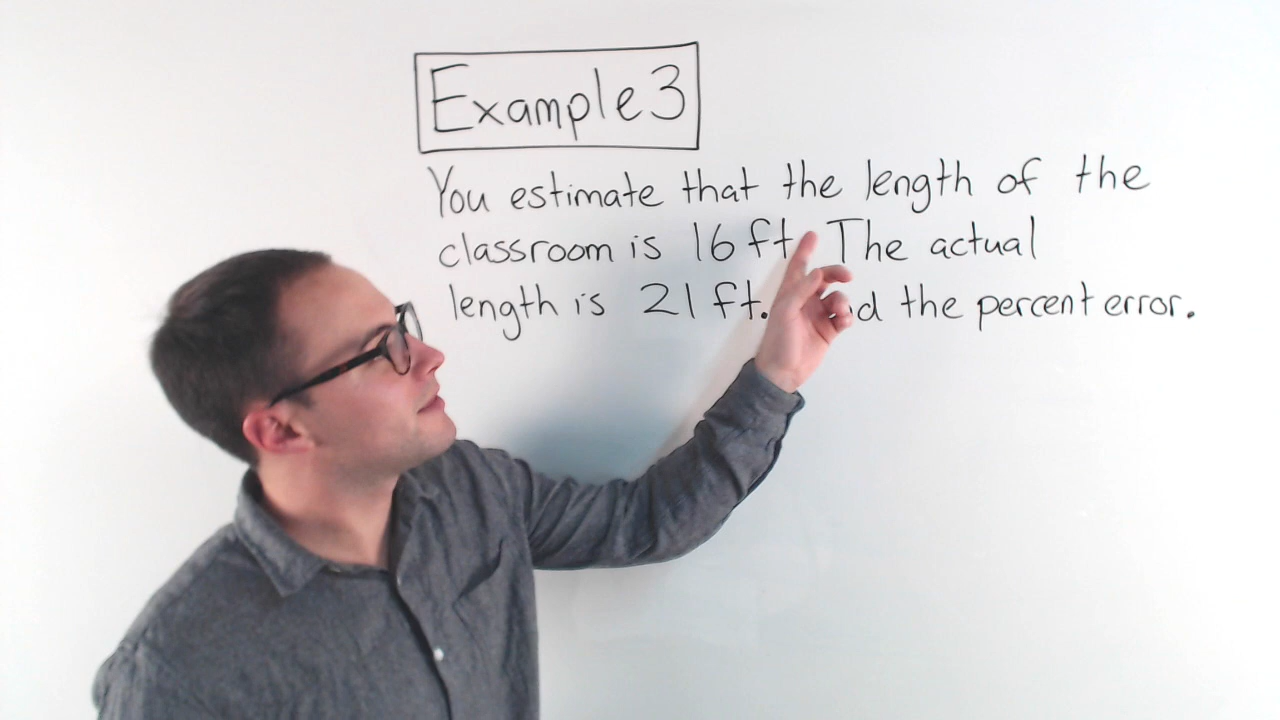 Example 3
You estimate that the length of the
classroom is 16 ft. The actual
length is 21 ft. the percent error.